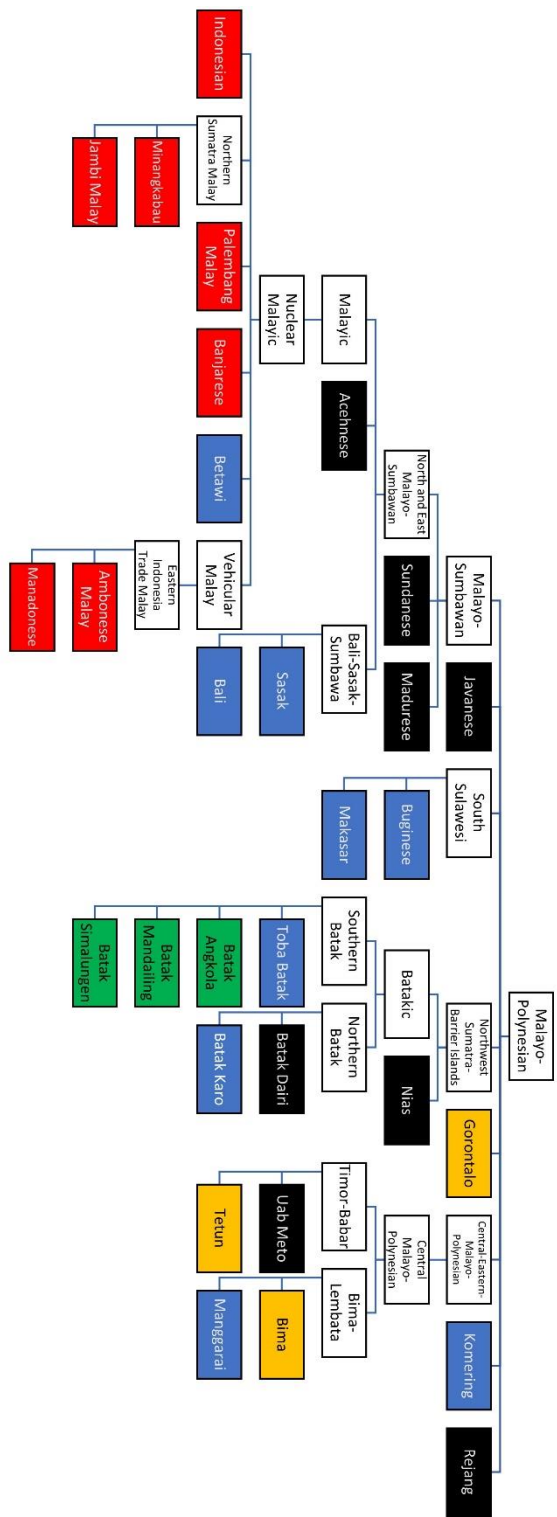 Malayo-
Polynesian
Malayo-
Sumbawan
Javanese
South
Sulawesi
Northwest
Sumatra-
Barrier Islands
Gorontalo
Central-Eastern-
Malayo-
Polynesian
Komering
Rejang
North and East
Malayo-
Sumbawan
Sundanese
Madurese
Buginese
Makasar
Batakic
Nias
Central
Malayo-
Polynesian
Malayic
Acehnese
Bali-Sasak-
Sumbawa
Sasak
Bali
Southern
Batak
Northern
Batak
Timor-Babar
Bima-
Lembata
Nuclear
Malayic
Toba Batak
Batak
Angkola
Batak
Mandailing
Batak
Simalungen
Batak Dairi
Batak Karo
Uab Meto
Tetun
Bima
Manggarai
Indonesian
Northern
Sumatra Malay
Minangkabau
Jambi Malay
Palembang
Malay
Banjarese
Betawi
Vehicular
Malay
Eastern
Indonesia
Trade Malay
Ambonese
Malay
Manadonese